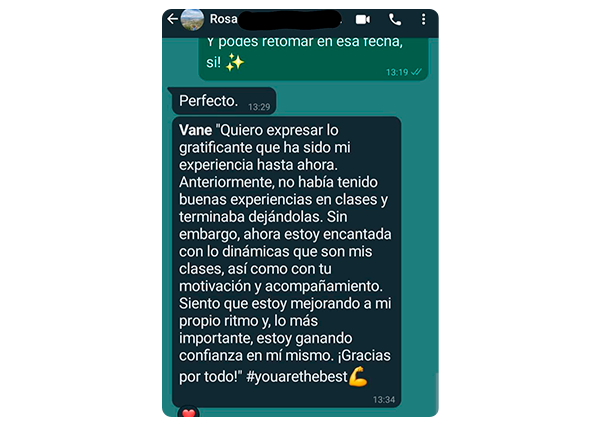 Rosa
Y podes retomar en esa fecha,
si! ✨
13:19
Perfecto.
13:29
Vane "Quiero expresar lo
gratificante que ha sido mi
experiencia hasta ahora.
Anteriormente, no había tenido
buenas experiencias en clases y
terminaba dejándolas. Sin
embargo, ahora estoy encantada
con lo dinámicas que son mis
clases, así como con tu
motivación y acompañamiento.
Siento que estoy mejorando a mi
propio ritmo y, lo más
importante, estoy ganando
confianza en mí mismo. ¡Gracias
por todo!" #youarethebest💪
13:34